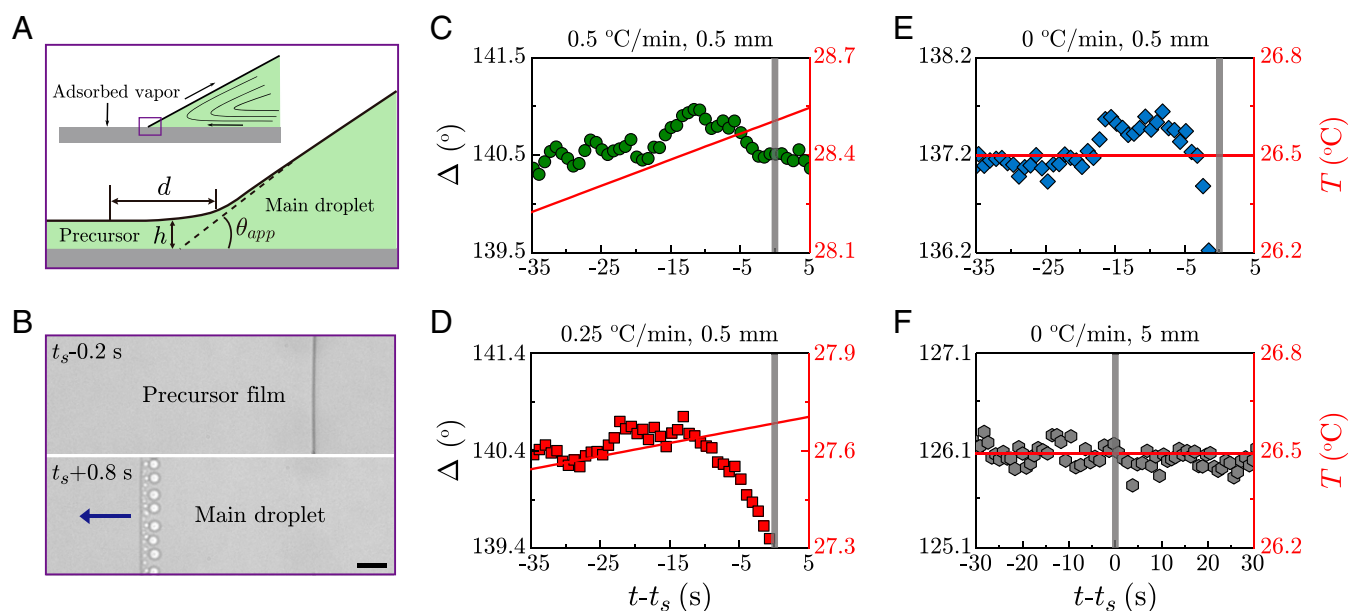 A
Adsorbed vapor
d
Main droplet
Precursor
h
θapp
B
ts-0.2 s
Precursor film
ts+0.8 s
Main droplet
C
0.5 °C/min, 0.5 mm
141.5
140.5
139.5
Δ (°)
28.7
28.4
28.1
-35 -25 -15 -5 5
D
0.25 °C/min, 0.5 mm
141.4
140.4
139.4
Δ (°)
27.9
27.6
27.3
-35 -25 -15 -5 5
t-ts (s)
E
0 °C/min, 0.5 mm
138.2
137.2
136.2
26.8
26.5
26.2
T (°C)
-35 -25 -15 -5 5
F
0 °C/min, 5 mm
127.1
126.1
125.1
26.8
26.5
26.2
T (°C)
-30 -20 -10 0 10 20 30
t-ts (s)